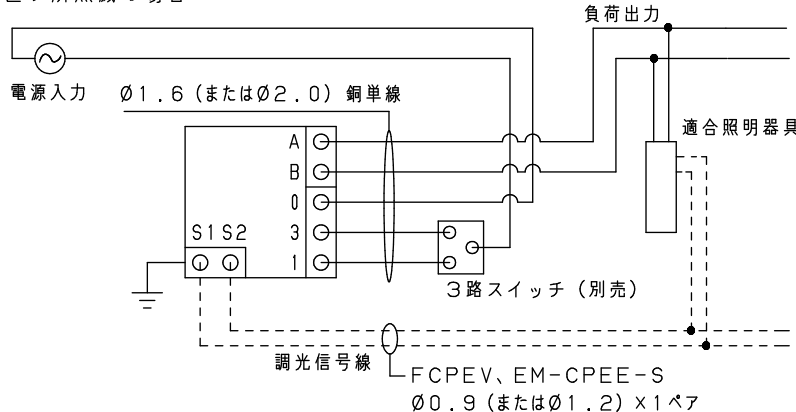 負荷出力
電源入力
Ø1.6(またはØ2.0)銅単線
適合照明器具
A
B
0
3
1
S1 S2
3路スイッチ(別売)
調光信号線
FCPEV、EM-CPEE-S
Ø0.9(またはØ1.2)×1ペア